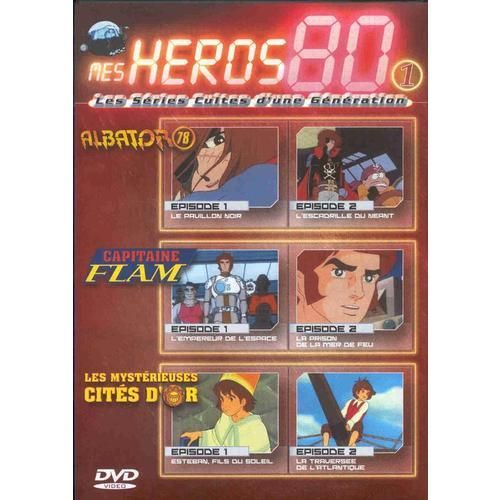 MES HEROS 80
1
Les Séries Cultes d'une Génération
ALBATOR 78
EPISODE 1
LE PAVILLON NOIR
EPISODE 2
L'ESCADRILLE DU NEANT
CAPITAINE
FLAM
EPISODE 1
L'EMPEREUR DE L'ESPACE
EPISODE 2
LA PRISON
DE LA MER DE FEU
LES MYSTÉRIEUSES
CITÉS D'OR
EPISODE 1
ESTEBAN, FILS DU SOLEIL
EPISODE 2
LA TRAVERSEE
DE L'ATLANTIQUE
DVD
VIDEO